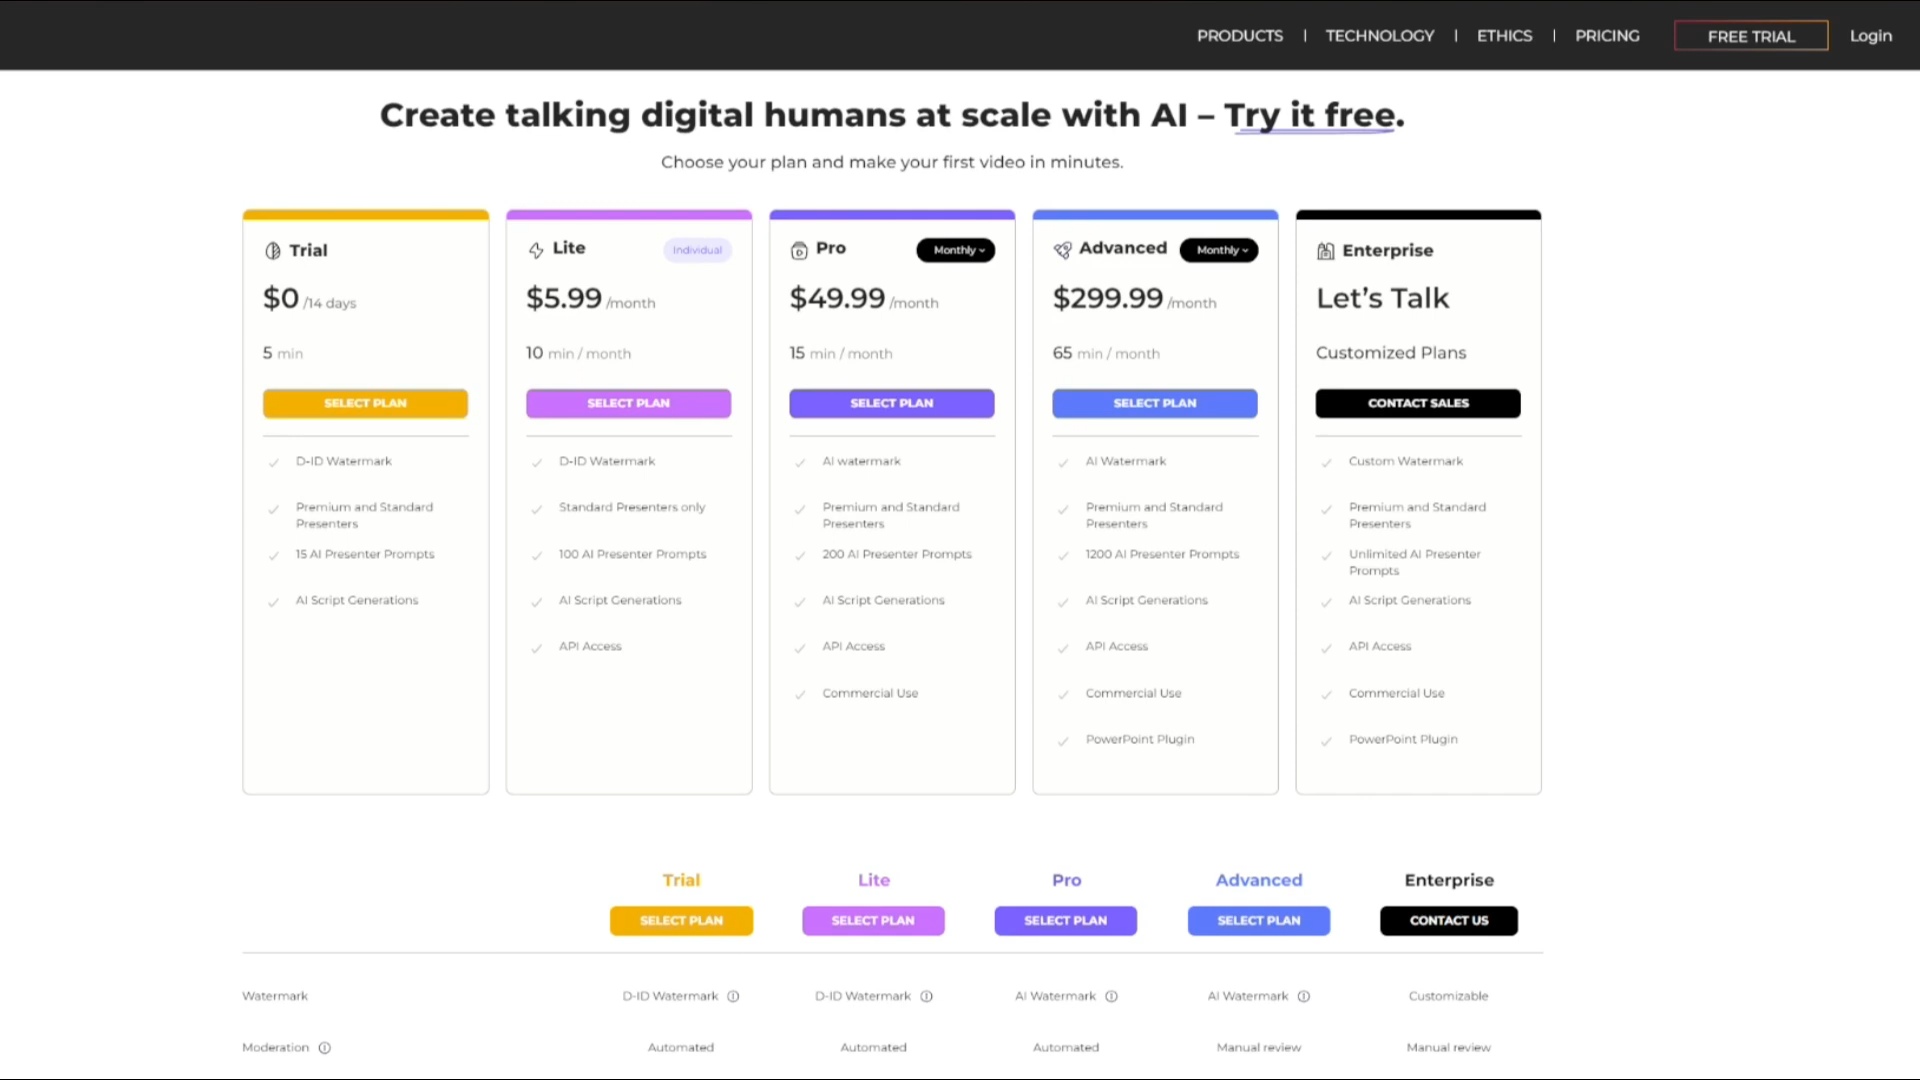 PRODUCTS | TECHNOLOGY | ETHICS | PRICING FREE TRIAL Login
Create talking digital humans at scale with AI – Try it free.
Choose your plan and make your first video in minutes.
Trial
$0 /14 days
5 min
SELECT PLAN
D-ID Watermark
Premium and Standard
Presenters
15 AI Presenter Prompts
AI Script Generations
Lite Individual
$5.99 /month
10 min / month
SELECT PLAN
D-ID Watermark
Standard Presenters only
100 AI Presenter Prompts
AI Script Generations
API Access
Pro Monthly
$49.99 /month
15 min / month
SELECT PLAN
AI watermark
Premium and Standard
Presenters
200 AI Presenter Prompts
AI Script Generations
API Access
Commercial Use
Advanced Monthly
$299.99 /month
65 min / month
SELECT PLAN
AI Watermark
Premium and Standard
Presenters
1200 AI Presenter Prompts
AI Script Generations
API Access
Commercial Use
PowerPoint Plugin
Enterprise
Let's Talk
Customized Plans
CONTACT SALES
Custom Watermark
Premium and Standard
Presenters
Unlimited AI Presenter
Prompts
AI Script Generations
API Access
Commercial Use
PowerPoint Plugin
Trial Lite Pro Advanced Enterprise
SELECT PLAN SELECT PLAN SELECT PLAN SELECT PLAN CONTACT US
Watermark D-ID Watermark D-ID Watermark AI Watermark AI Watermark Customizable
Moderation Automated Automated Automated Manual review Manual review